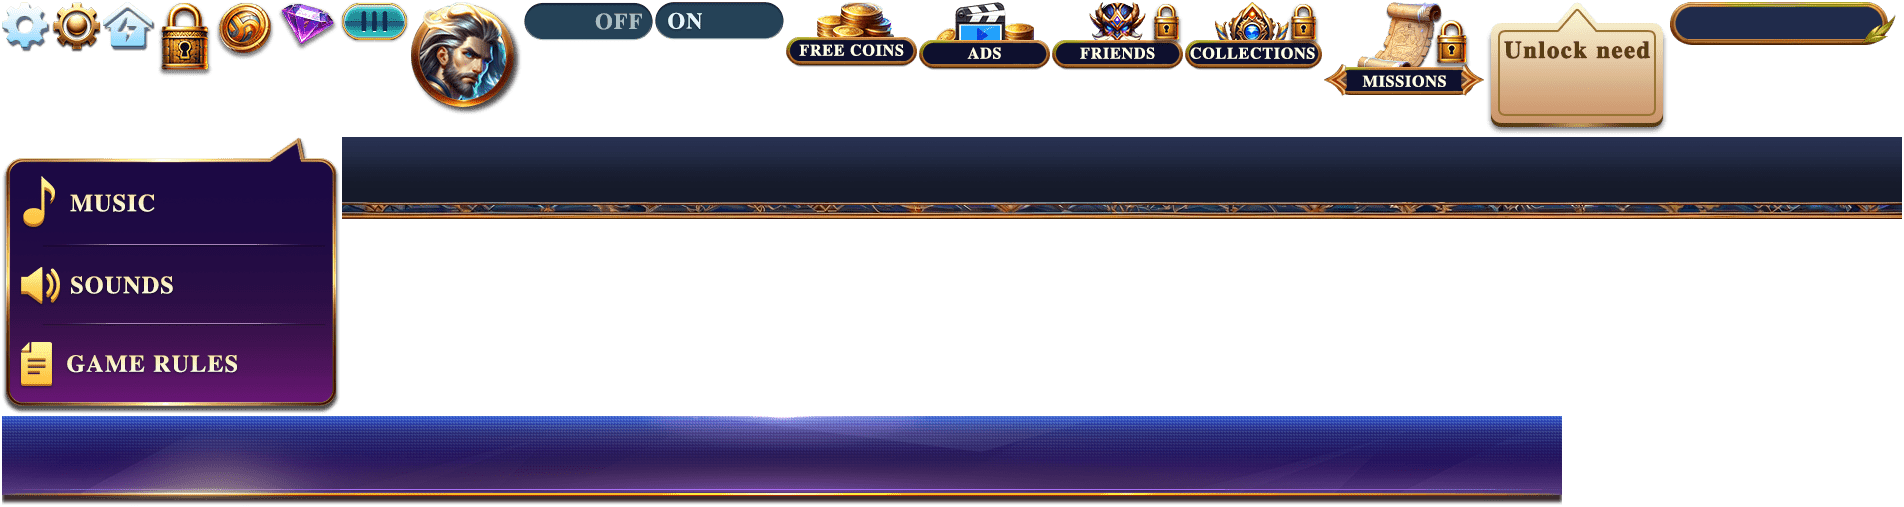 OFF
ON
FREE COINS
ADS
FRIENDS
COLLECTIONS
MISSIONS
Unlock need
MUSIC
SOUNDS
GAME RULES